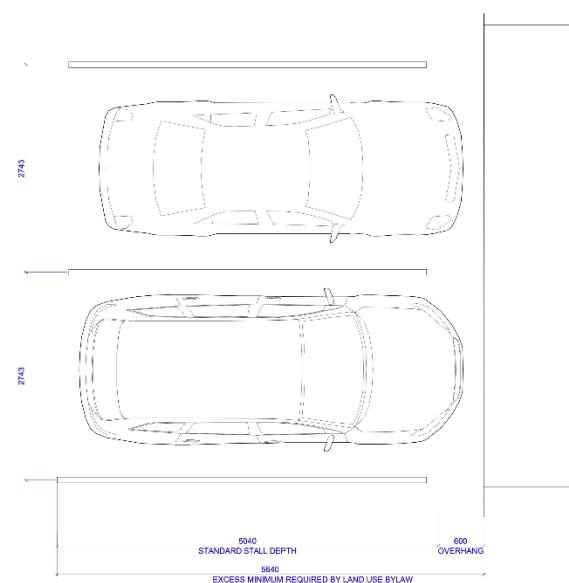 2743
2743
5040
STANDARD STALL DEPTH
600
OVERHANG
5640
EXCESS MINIMUM REQUIRED BY LAND USE BYLAW